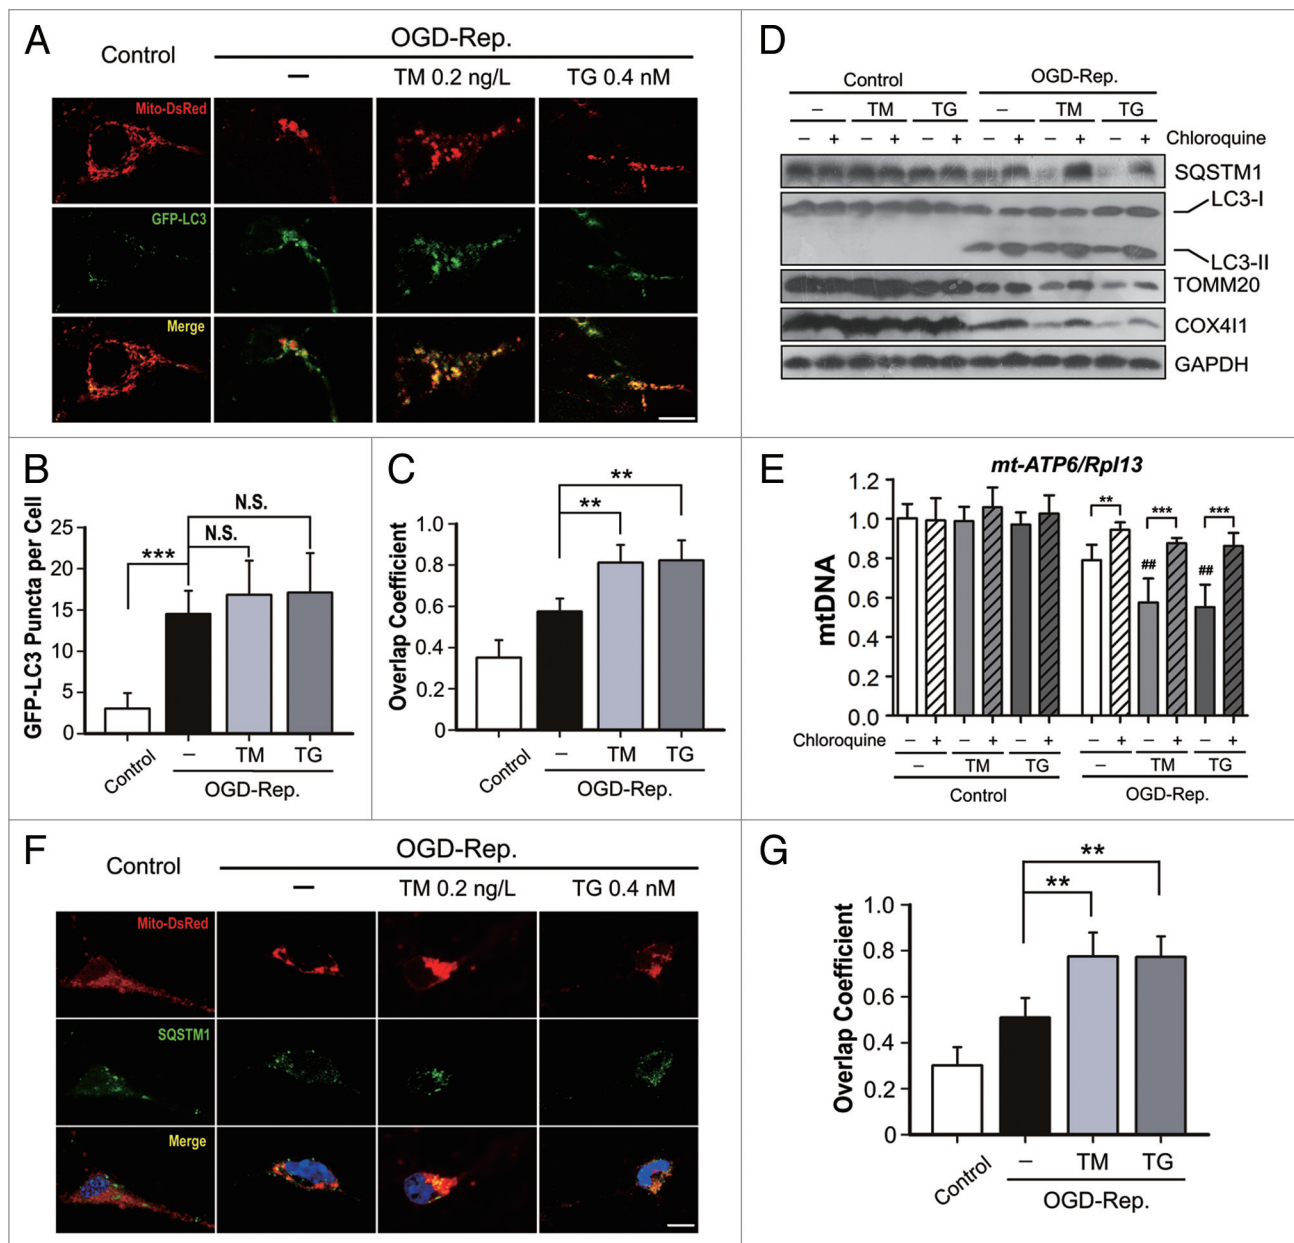 A
Control
OGD-Rep.
–
TM 0.2 ng/L
TG 0.4 nM
Mito-DsRed
GFP-LC3
Merge
D
Control
OGD-Rep.
– TM TG – TM TG
– + – + – + – + – + – + Chloroquine
SQSTM1
LC3-I
LC3-II
TOMM20
COX4I1
GAPDH
B
GFP-LC3 Puncta per Cell
25
20
15
10
5
0
***
N.S.
N.S.
Control
– TM TG
OGD-Rep.
C
Overlap Coefficient
1.0
0.8
0.6
0.4
0.2
0
**
**
Control
– TM TG
OGD-Rep.
E
mt-ATP6/Rpl13
mtDNA
1.2
1.0
0.8
0.6
0.4
0.2
0.0
** *** ***
## ##
Chloroquine – + – + – + – + – + – +
– TM TG – TM TG
Control OGD-Rep.
F
Control
OGD-Rep.
–
TM 0.2 ng/L
TG 0.4 nM
Mito-DsRed
SQSTM1
Merge
G
Overlap Coefficient
1.0
0.8
0.6
0.4
0.2
0
**
**
Control
– TM TG
OGD-Rep.